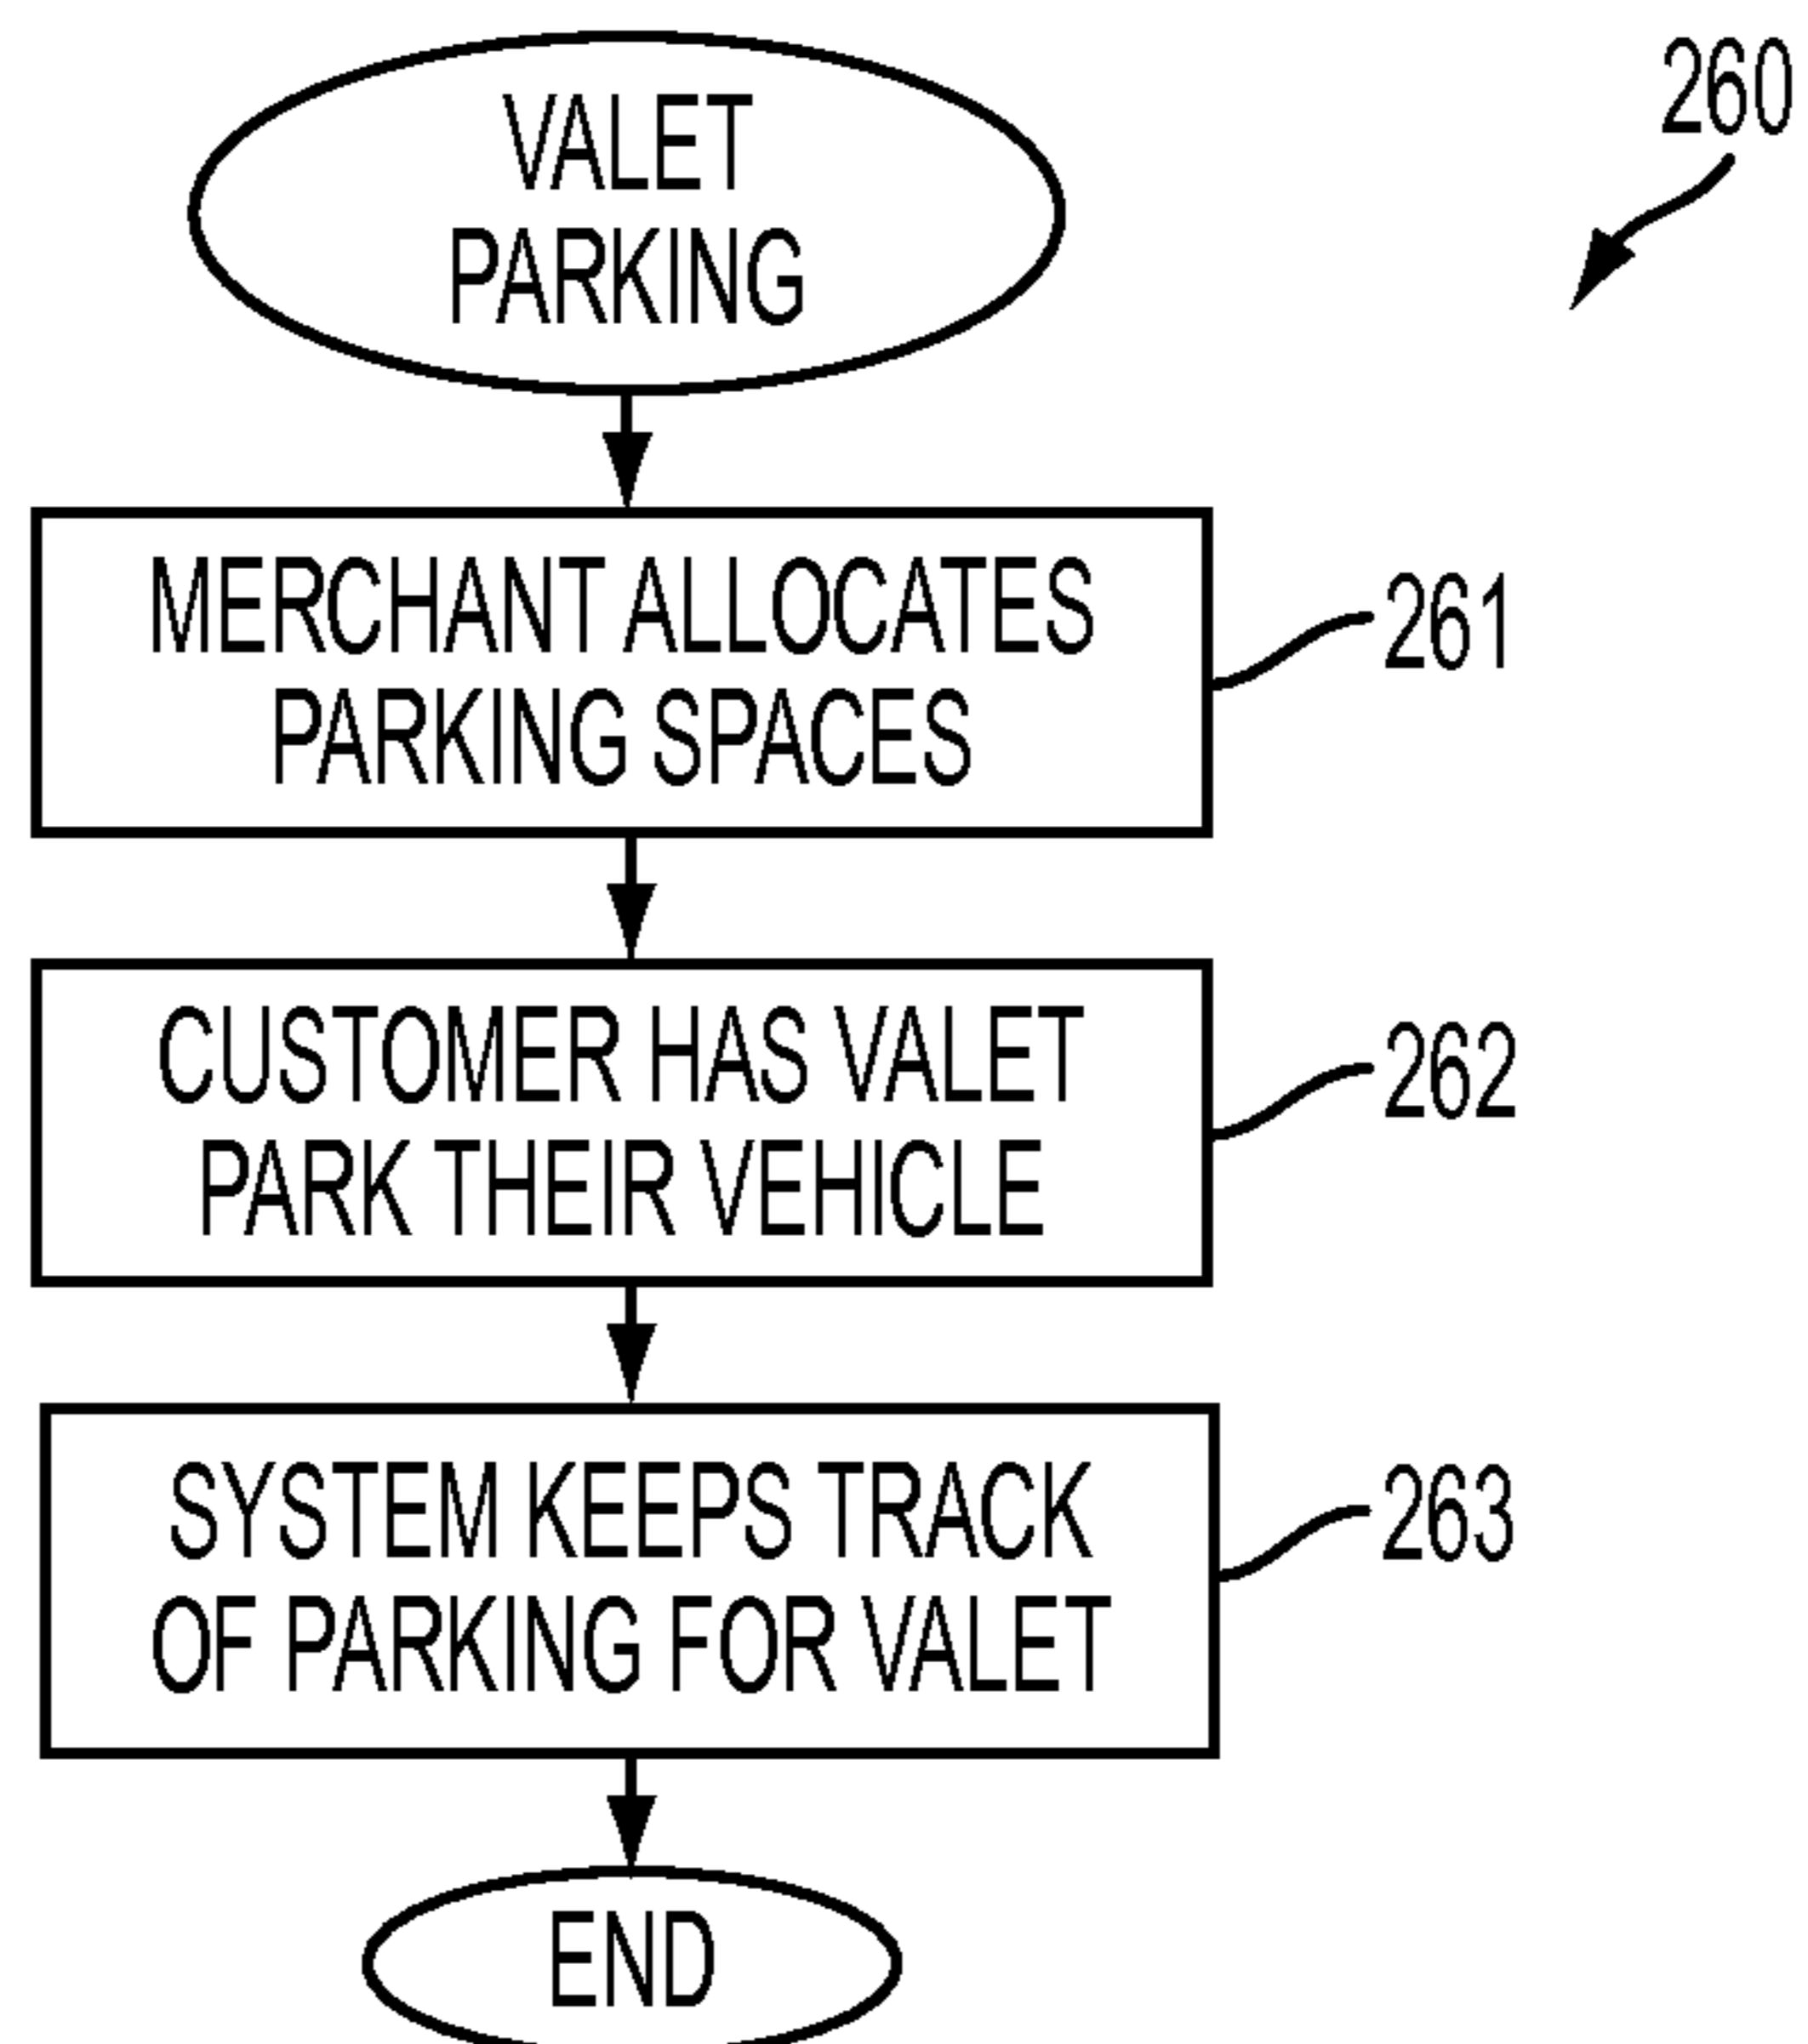 VALET
PARKING
260
MERCHANT ALLOCATES
PARKING SPACES
261
CUSTOMER HAS VALET
PARK THEIR VEHICLE
262
SYSTEM KEEPS TRACK
OF PARKING FOR VALET
263
END